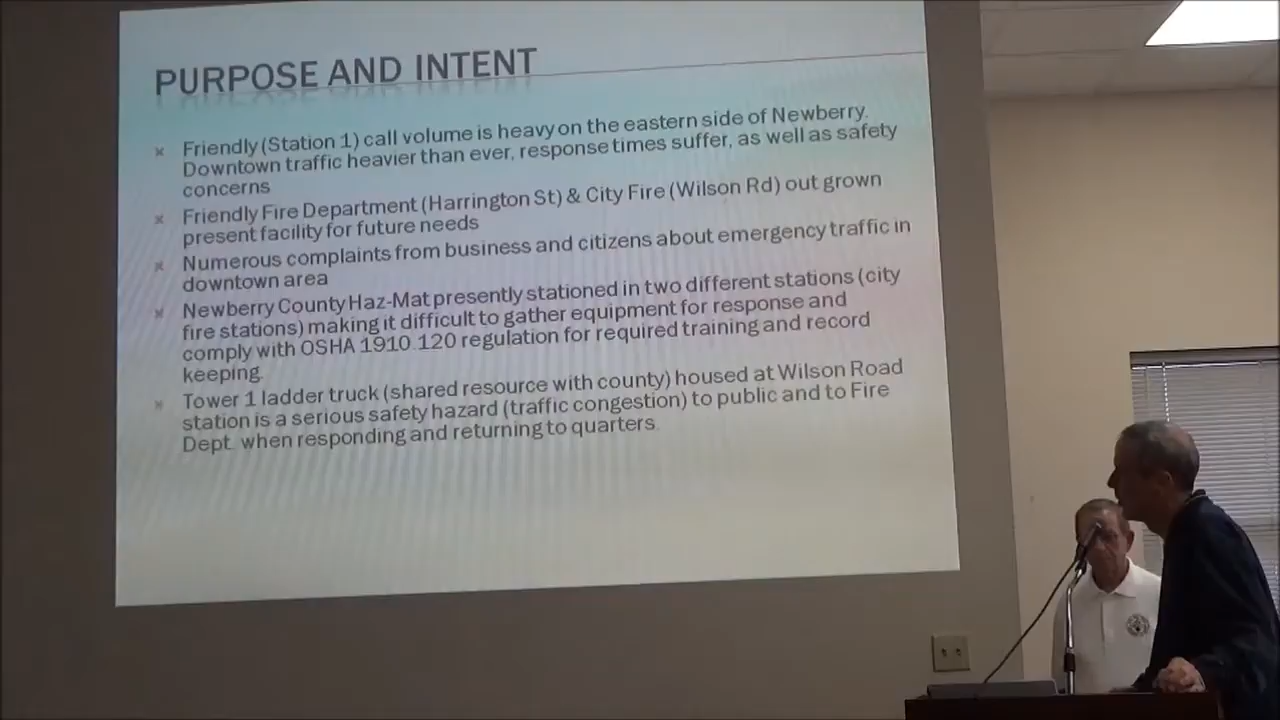 PURPOSE AND INTENT
Friendly (Station 1) call volume is heavy on the eastern side of Newberry.
Downtown traffic heavier than ever, response times suffer, as well as safety
concerns
Friendly Fire Department (Harrington St) & City Fire (Wilson Rd) out grown
present facility for future needs
Numerous complaints from business and citizens about emergency traffic in
downtown area
Newberry County Haz-Mat presently stationed in two different stations (city
fire stations) making it difficult to gather equipment for response and
comply with OSHA 1910.120 regulation for required training and record
keeping.
Tower 1 ladder truck (shared resource with county) housed at Wilson Road
station is a serious safety hazard (traffic congestion) to public and to Fire
Dept. when responding and returning to quarters.